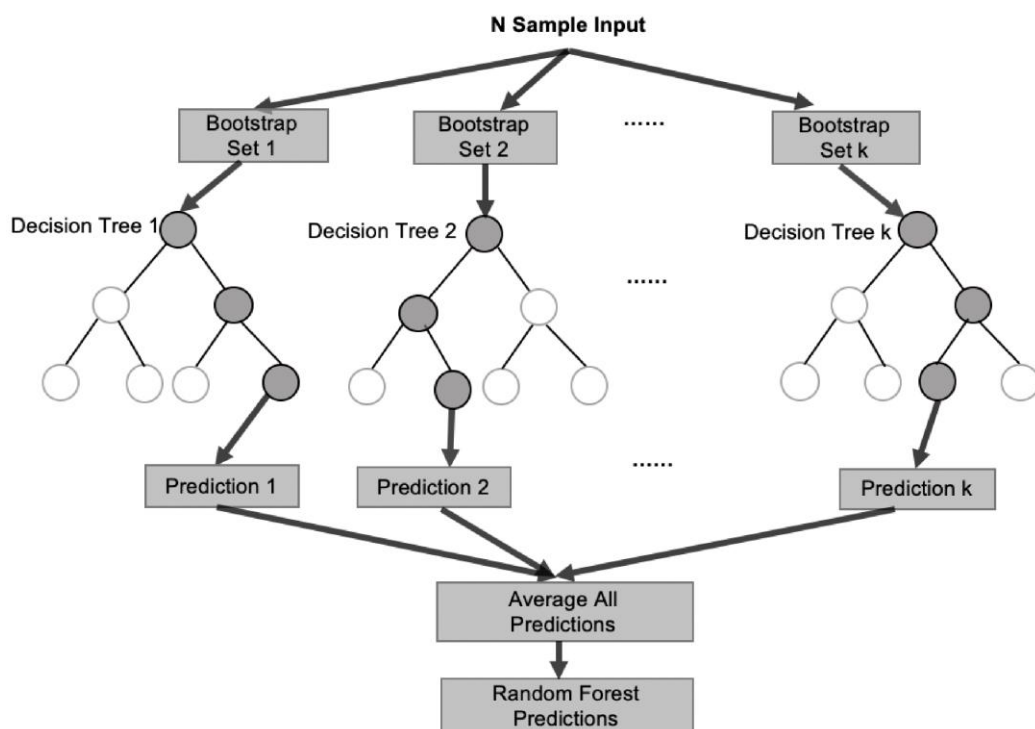 N Sample Input
Bootstrap
Set 1
Bootstrap
Set 2
......
Bootstrap
Set k
Decision Tree 1
Decision Tree 2
Decision Tree k
......
Prediction 1
Prediction 2
......
Prediction k
Average All
Predictions
Random Forest
Predictions